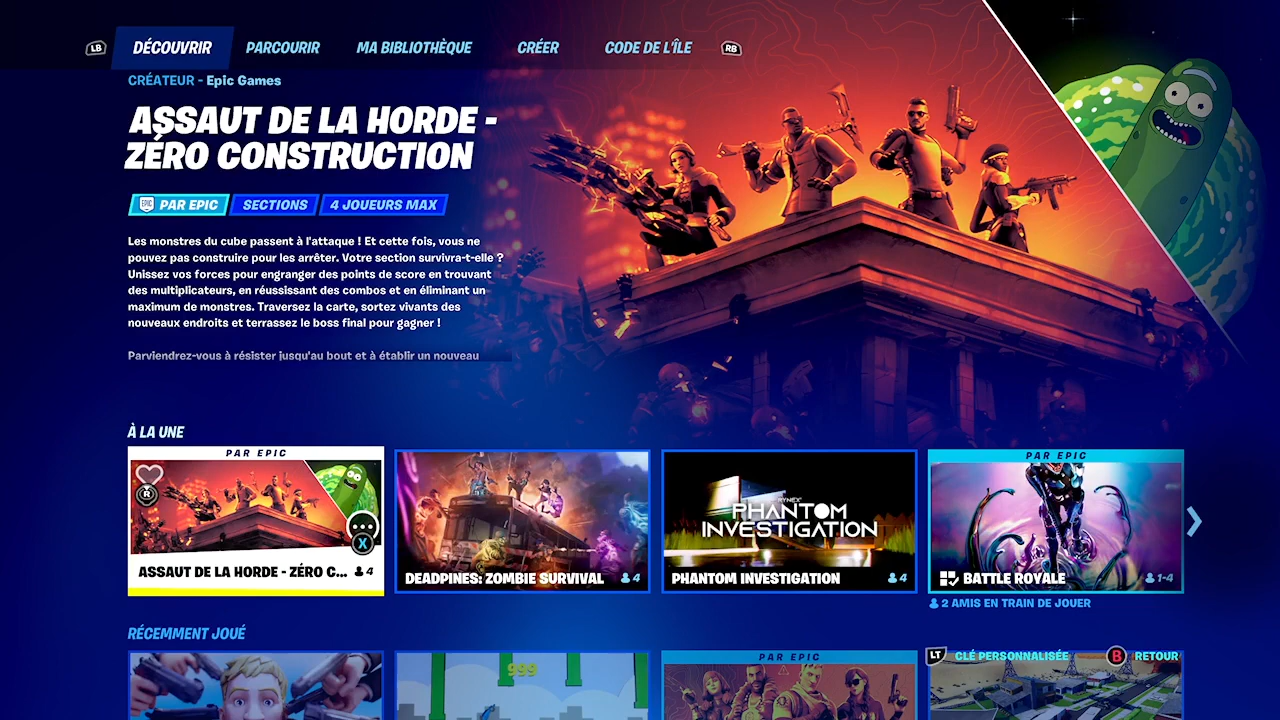 LB
DÉCOUVRIR
PARCOURIR
MA BIBLIOTHÈQUE
CRÉER
CODE DE L'ÎLE
RB
CRÉATEUR - Epic Games
ASSAUT DE LA HORDE -
ZÉRO CONSTRUCTION
EPIC PAR EPIC
SECTIONS
4 JOUEURS MAX
Les monstres du cube passent à l'attaque ! Et cette fois, vous ne
pouvez pas construire pour les arrêter. Votre section survivra-t-elle ?
Unissez vos forces pour engranger des points de score en trouvant
des multiplicateurs, en réussissant des combos et en éliminant un
maximum de monstres. Traversez la carte, sortez vivants des
nouveaux endroits et terrassez le boss final pour gagner !
Parviendrez-vous à résister jusqu'au bout et à établir un nouveau
À LA UNE
PAR EPIC
R
X
ASSAUT DE LA HORDE - ZÉRO C... 4
DEADPINES: ZOMBIE SURVIVAL 4
RYNEX'
PHANTOM
INVESTIGATION
PHANTOM INVESTIGATION 4
PAR EPIC
BATTLE ROYALE 1-4
2 AMIS EN TRAIN DE JOUER
RÉCEMMENT JOUÉ
999
PAR EPIC
LT CLÉ PERSONNALISÉE
B RETOUR